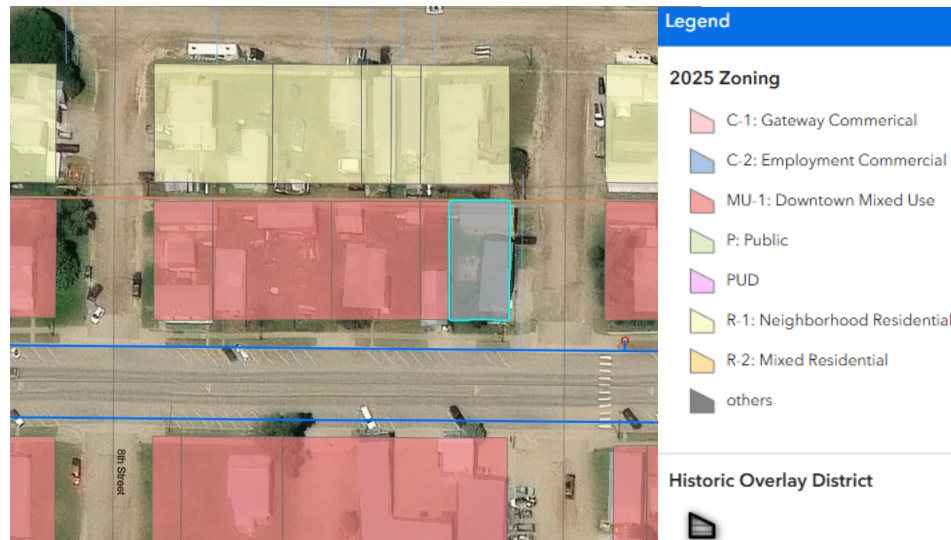 8th Street
Legend
2025 Zoning
C-1: Gateway Commerical
C-2: Employment Commercial
MU-1: Downtown Mixed Use
P: Public
PUD
R-1: Neighborhood Residential
R-2: Mixed Residential
others
Historic Overlay District